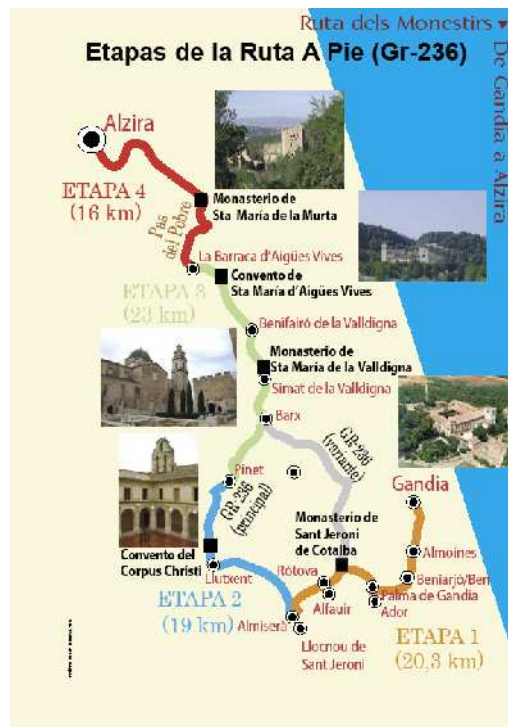 Ruta dels Monestirs
De Gandia a Alzira
Etapas de la Ruta A Pie (Gr-236)
Alzira
ETAPA 4
(16 km)
Monasterio de
Sta María de la Murta
Pas
del Pobre
La Barraca d'Aigües Vives
Convento de
Sta María d'Aigües Vives
ETAPA 3
(23 km)
Benifairó de la Valldigna
Monasterio de
Sta María de la Valldigna
Simat de la Valldigna
Barx
GR-236
(variante)
Pinet
GR-236
(principal)
Gandia
Monasterio de
Sant Jeroni
de Cotalba
Convento del
Corpus Christi
Llutxent
Almoines
Ròtova
Beniarjò/Ben
Palma de Gandia
Ador
Alfauir
ETAPA 2
(19 km)
Almiserà
ETAPA 1
(20,3 km)
Llocnou de
Sant Jeroni